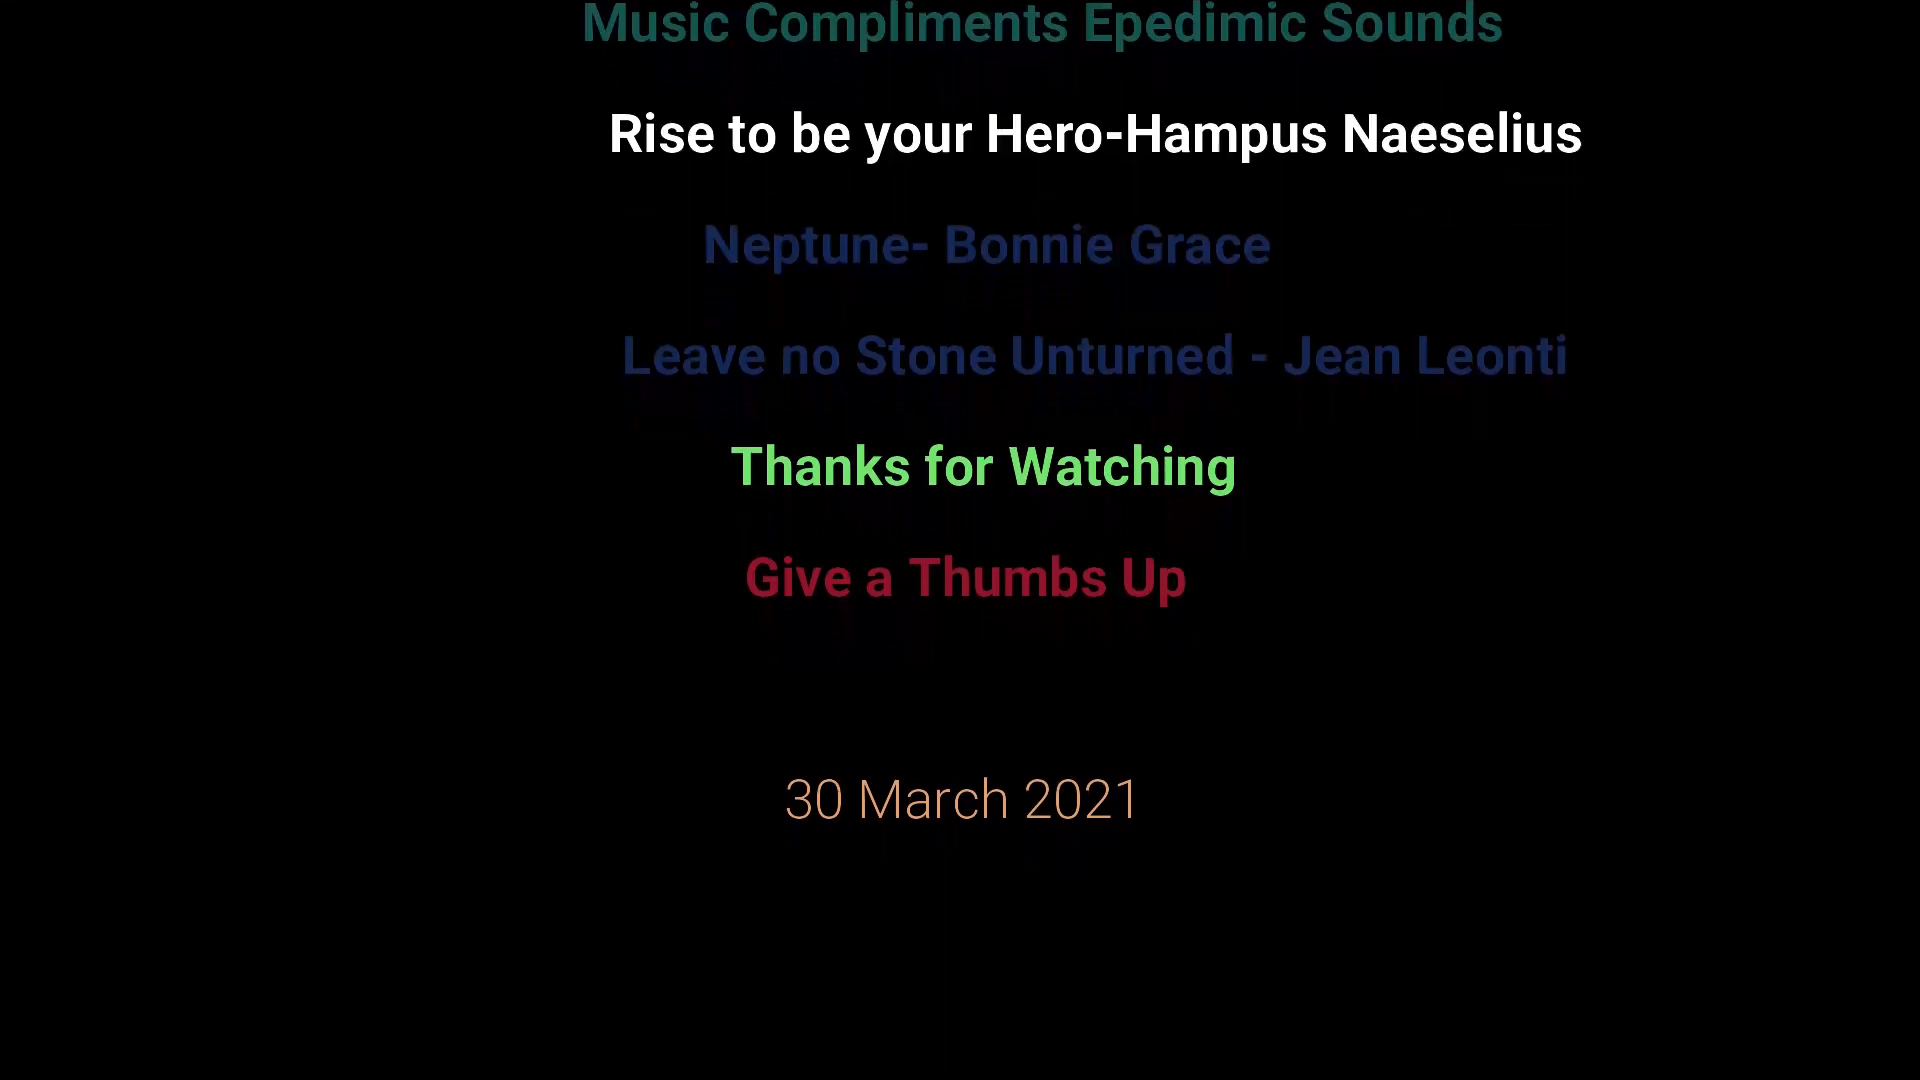 Music Compliments Epedimic Sounds
Rise to be your Hero-Hampus Naeselius
Neptune- Bonnie Grace
Leave no Stone Unturned - Jean Leonti
Thanks for Watching
Give a Thumbs Up
30 March 2021